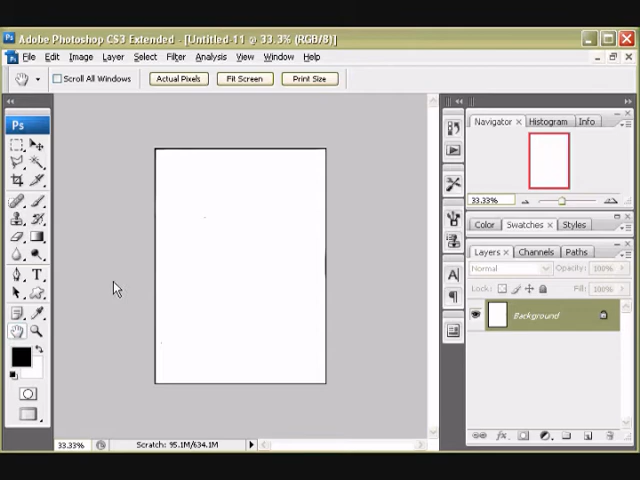 Adobe Photoshop CS3 Extended - [Untitled-11 @ 33.3% (RGB/8)]
File Edit Image Layer Select Filter Analysis View Window Help
Scroll All Windows Actual Pixels Fit Screen Print Size
Ps
Navigator × Histogram Info
33.33%
Color Swatches × Styles
Layers × Channels Paths
Normal Opacity: 100%
Lock: Fill: 100%
Background
33.33% Scratch: 95.1M/634.1M